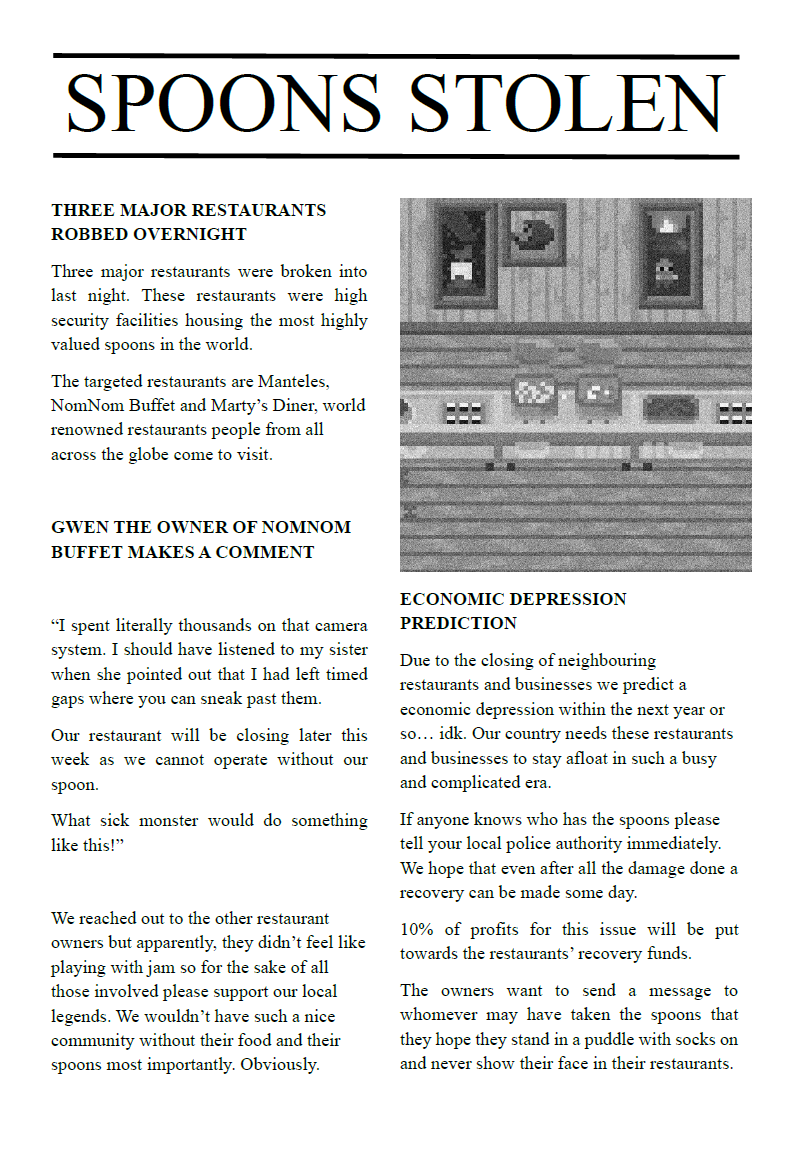 SPOONS STOLEN
THREE MAJOR RESTAURANTS
ROBBED OVERNIGHT
Three major restaurants were broken into
last night. These restaurants were high
security facilities housing the most highly
valued spoons in the world.
The targeted restaurants are Manteles,
NomNom Buffet and Marty’s Diner, world
renowned restaurants people from all
across the globe come to visit.
GWEN THE OWNER OF NOMNOM
BUFFET MAKES A COMMENT
“I spent literally thousands on that camera
system. I should have listened to my sister
when she pointed out that I had left timed
gaps where you can sneak past them.
Our restaurant will be closing later this
week as we cannot operate without our
spoon.
What sick monster would do something
like this!”
We reached out to the other restaurant
owners but apparently, they didn’t feel like
playing with jam so for the sake of all
those involved please support our local
legends. We wouldn’t have such a nice
community without their food and their
spoons most importantly. Obviously.
ECONOMIC DEPRESSION
PREDICTION
Due to the closing of neighbouring
restaurants and businesses we predict a
economic depression within the next year or
so… idk. Our country needs these restaurants
and businesses to stay afloat in such a busy
and complicated era.
If anyone knows who has the spoons please
tell your local police authority immediately.
We hope that even after all the damage done a
recovery can be made some day.
10% of profits for this issue will be put
towards the restaurants’ recovery funds.
The owners want to send a message to
whomever may have taken the spoons that
they hope they stand in a puddle with socks on
and never show their face in their restaurants.